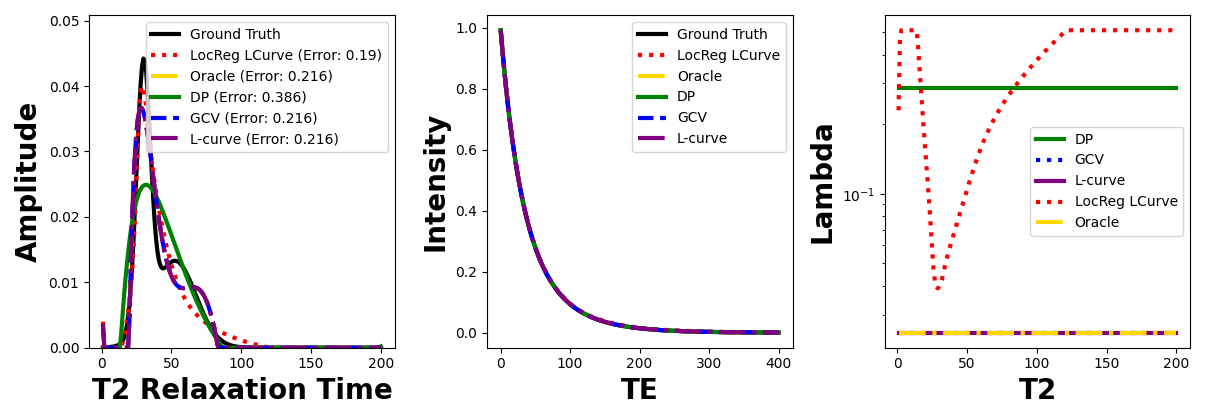 0.05
0.04
0.03
0.02
0.01
0.00
Amplitude
Ground Truth
LocReg LCurve (Error: 0.19)
Oracle (Error: 0.216)
DP (Error: 0.386)
GCV (Error: 0.216)
L-curve (Error: 0.216)
0 50 100 150 200
T2 Relaxation Time
1.0
0.8
0.6
0.4
0.2
0.0
Intensity
Ground Truth
LocReg LCurve
Oracle
DP
GCV
L-curve
0 100 200 300 400
TE
10⁻¹
Lambda
DP
GCV
L-curve
LocReg LCurve
Oracle
0 50 100 150 200
T2